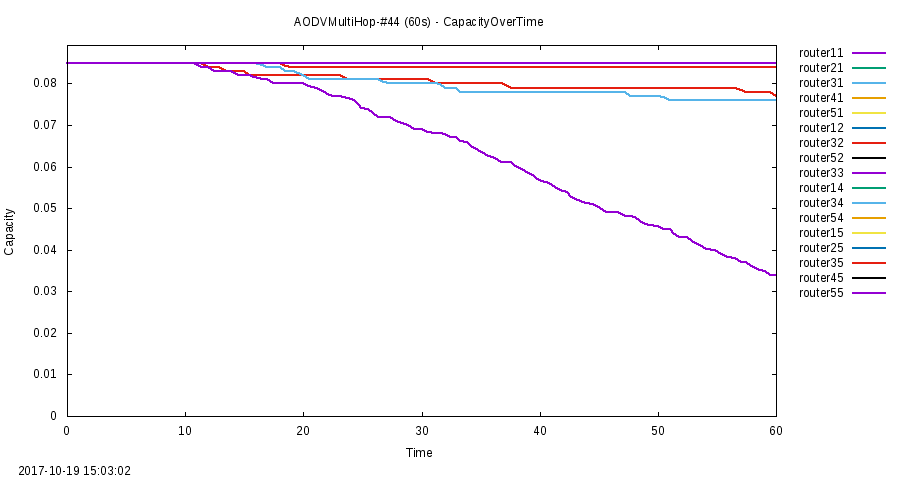 AODVMultiHop-#44 (60s) - CapacityOverTime
router11
router21
router31
router41
router51
router12
router32
router52
router33
router14
router34
router54
router15
router25
router35
router45
router55
0.08
0.07
0.06
0.05
0.04
0.03
0.02
0.01
0
Capacity
0 10 20 30 40 50 60
Time
2017-10-19 15:03:02